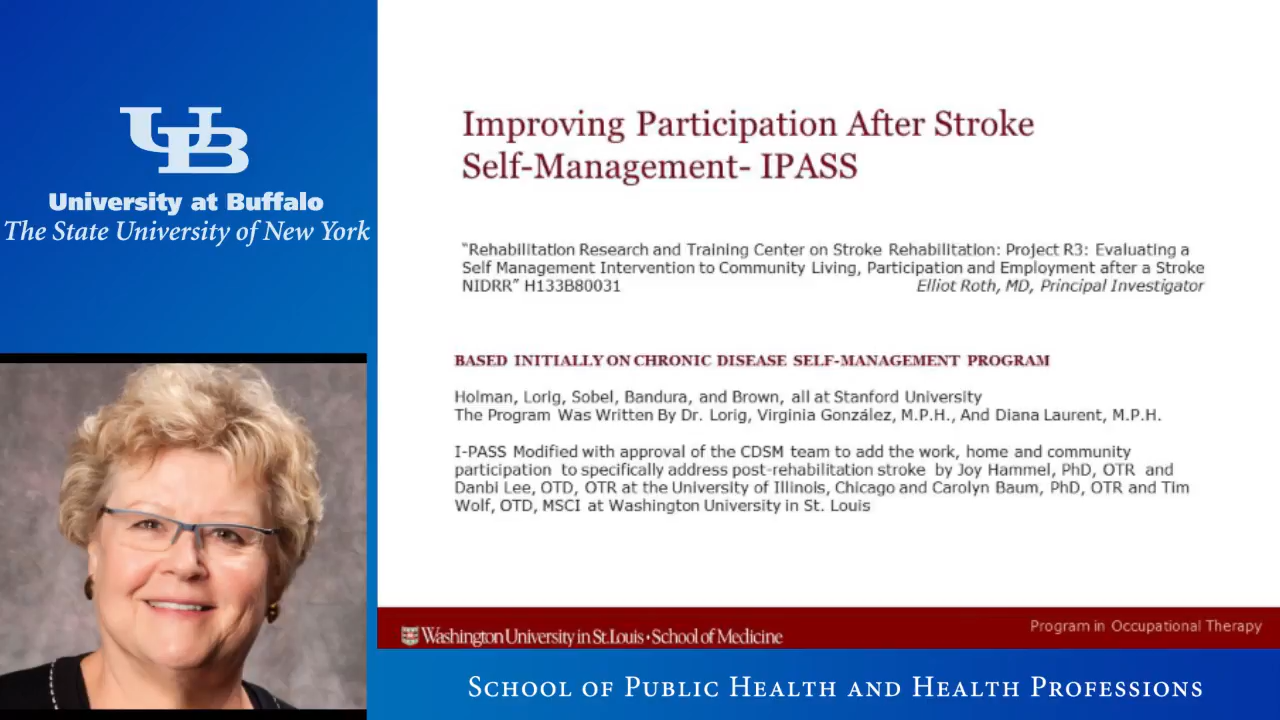 UB
University at Buffalo
The State University of New York
Improving Participation After Stroke
Self-Management- IPASS
“Rehabilitation Research and Training Center on Stroke Rehabilitation: Project R3: Evaluating a
Self Management Intervention to Community Living, Participation and Employment after a Stroke
NIDRR” H133B80031 Elliot Roth, MD, Principal Investigator
BASED INITIALLY ON CHRONIC DISEASE SELF-MANAGEMENT PROGRAM
Holman, Lorig, Sobel, Bandura, and Brown, all at Stanford University
The Program Was Written By Dr. Lorig, Virginia González, M.P.H., And Diana Laurent, M.P.H.
I-PASS Modified with approval of the CDSM team to add the work, home and community
participation to specifically address post-rehabilitation stroke by Joy Hammel, PhD, OTR and
Danbi Lee, OTD, OTR at the University of Illinois, Chicago and Carolyn Baum, PhD, OTR and Tim
Wolf, OTD, MSCI at Washington University in St. Louis
Washington University in St. Louis • School of Medicine
Program in Occupational Therapy
School of Public Health and Health Professions